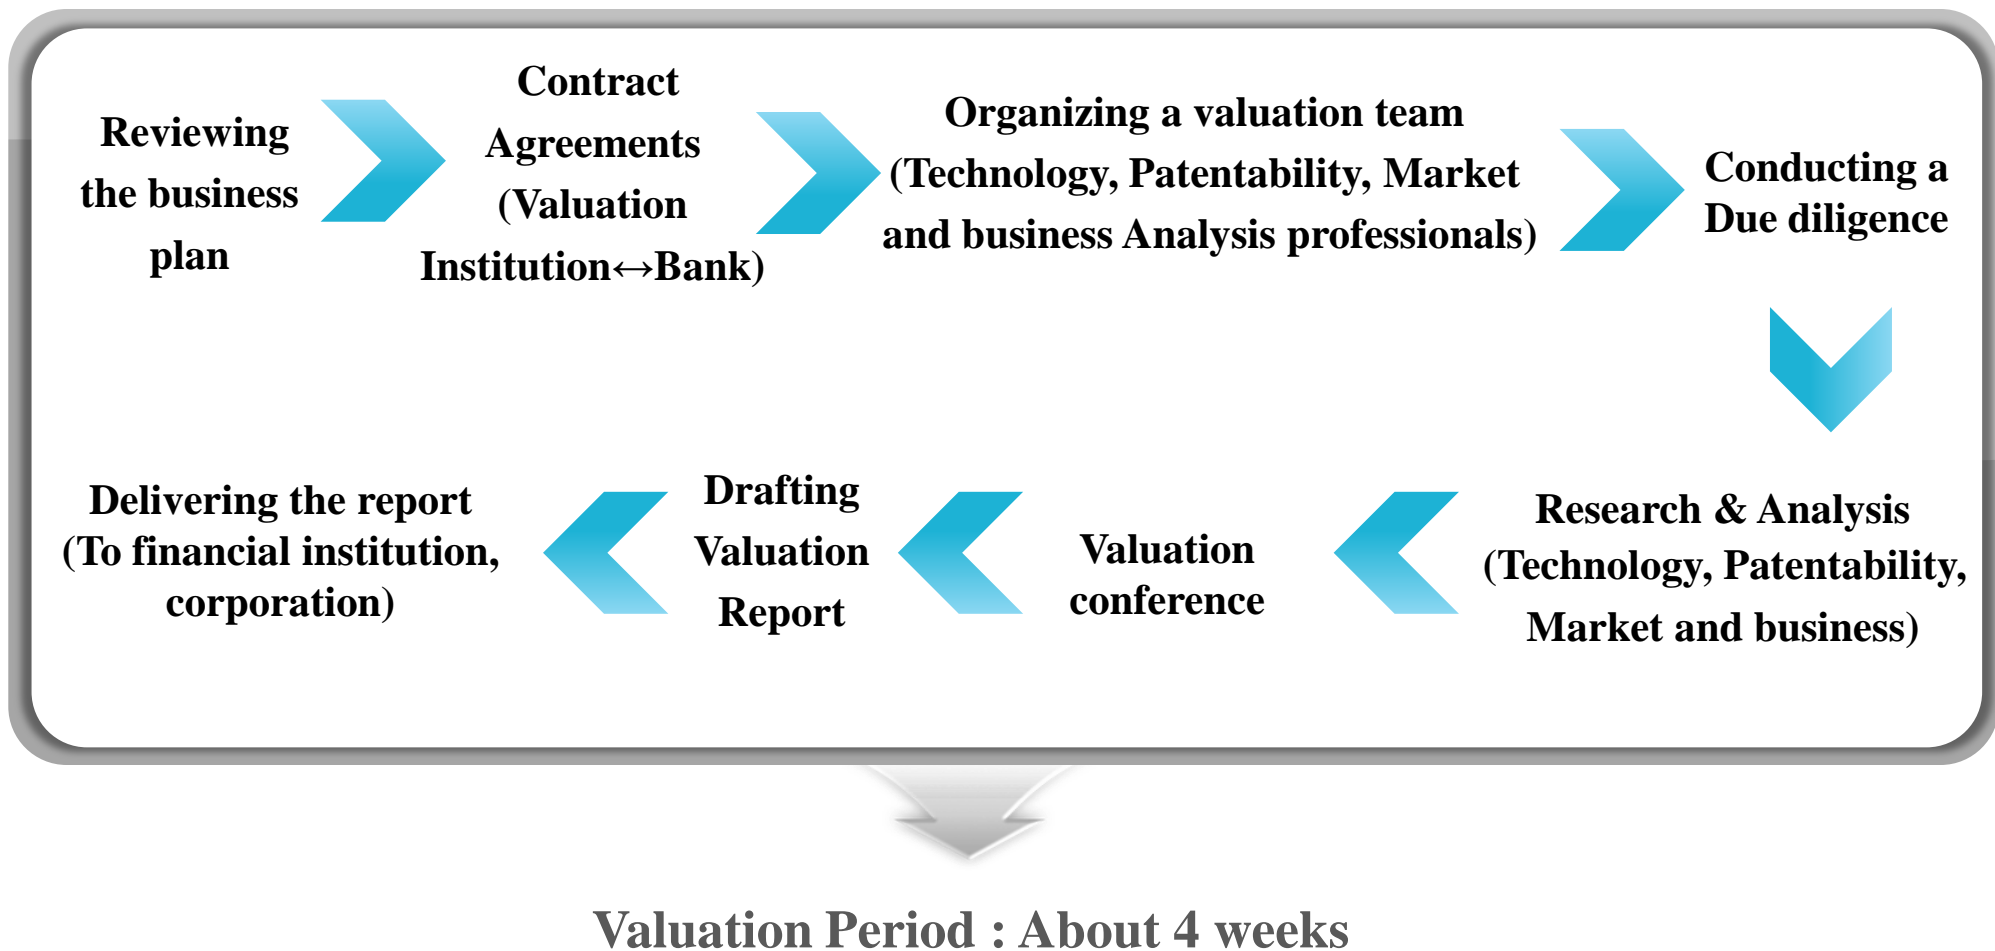 Reviewing
the business
plan
Contract
Agreements
(Valuation
Institution↔Bank)
Organizing a valuation team
(Technology, Patentability, Market
and business Analysis professionals)
Conducting a
Due diligence
Research & Analysis
(Technology, Patentability,
Market and business)
Valuation
conference
Drafting
Valuation
Report
Delivering the report
(To financial institution,
corporation)
Valuation Period : About 4 weeks